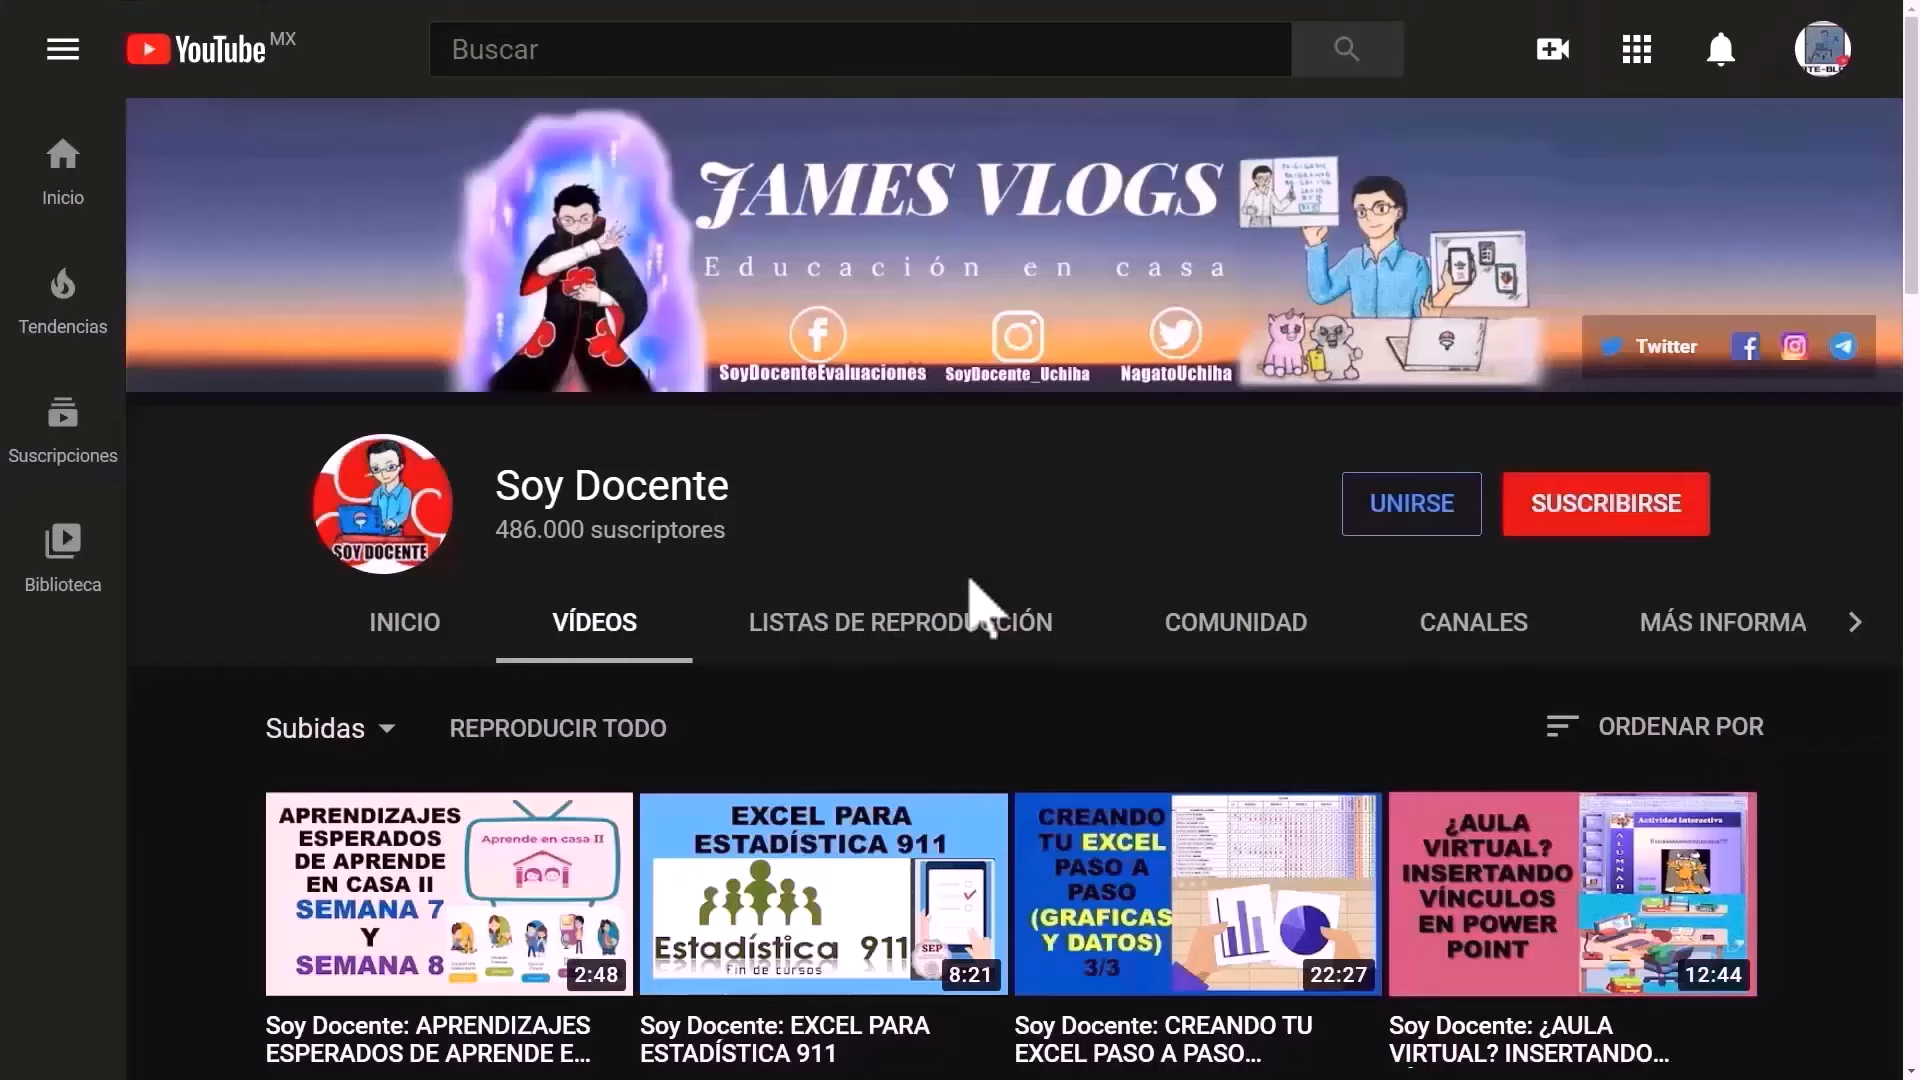 YouTube MX
Buscar
Inicio
Tendencias
Suscripciones
Biblioteca
JAMES VLOGS
Educación en casa
SoyDocenteEvaluaciones
SoyDocente_Uchiha
NagatoUchiha
Twitter
SOY DOCENTE
Soy Docente
486.000 suscriptores
UNIRSE
SUSCRIBIRSE
INICIO
VÍDEOS
LISTAS DE REPRODUCCIÓN
COMUNIDAD
CANALES
MÁS INFORMA
Subidas
REPRODUCIR TODO
ORDENAR POR
APRENDIZAJES
ESPERADOS
DE APRENDE
EN CASA II
SEMANA 7
Y
SEMANA 8
Aprende en casa II
2:48
EXCEL PARA
ESTADÍSTICA 911
Estadística 911
Fin de cursos
SEP
8:21
CREANDO
TU EXCEL
PASO A
PASO
(GRAFICAS
Y DATOS)
3/3
22:27
¿AULA
VIRTUAL?
INSERTANDO
VÍNCULOS
EN POWER
POINT
Actividad Interactiva
ALUMNAD
12:44
Soy Docente: APRENDIZAJES
ESPERADOS DE APRENDE E...
Soy Docente: EXCEL PARA
ESTADÍSTICA 911
Soy Docente: CREANDO TU
EXCEL PASO A PASO...
Soy Docente: ¿AULA
VIRTUAL? INSERTANDO...